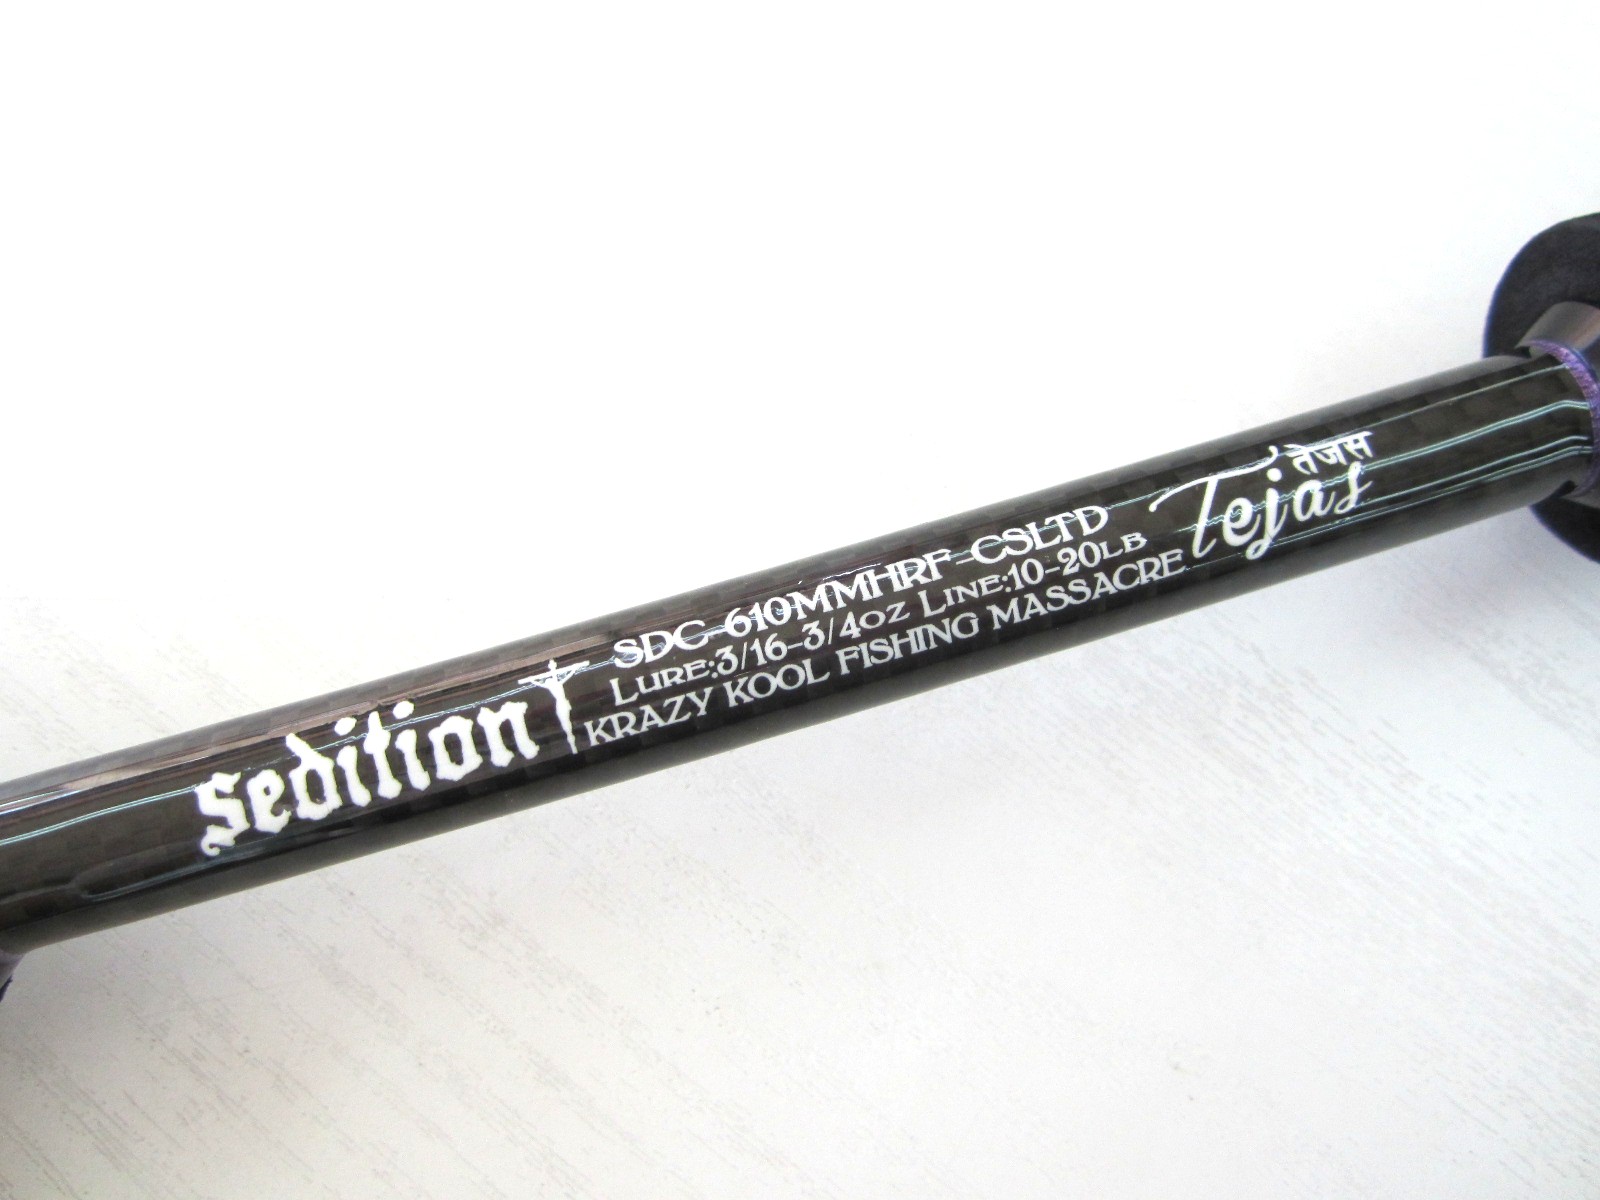 Sedition
SDC-610MMHRF-CSLTD
LURE:3/16-3/4OZ LINE:10-20LB
KRAZY KOOL FISHING MASSACRE
तेजस
Tejas